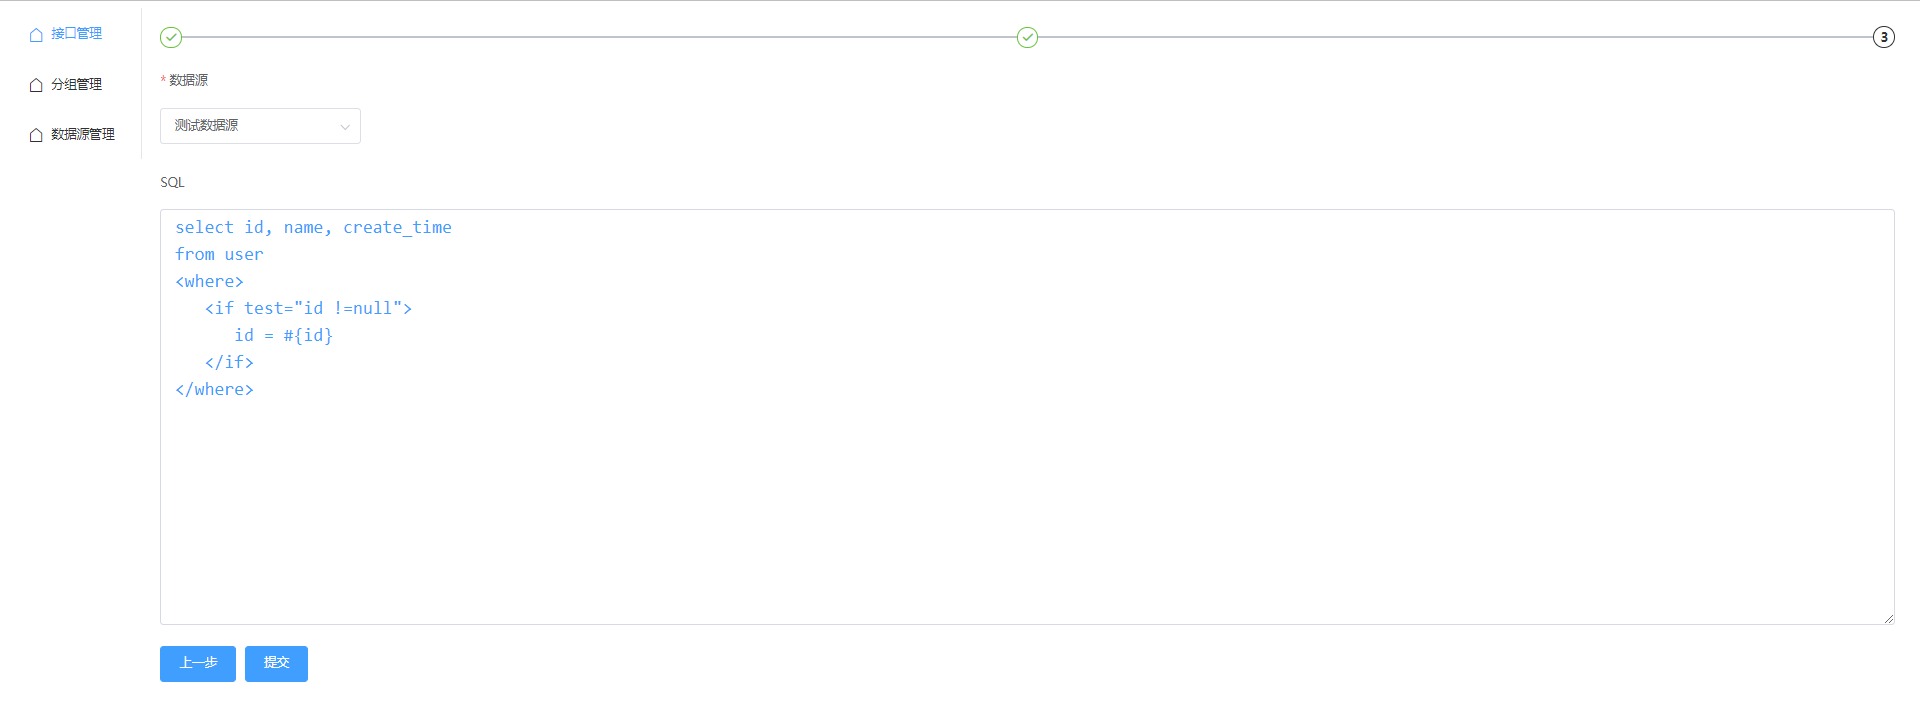 接口管理
分组管理
数据源管理
3
* 数据源
测试数据源
SQL
select id, name, create_time
from user
<where>
   <if test="id !=null">
      id = #{id}
   </if>
</where>
上一步
提交